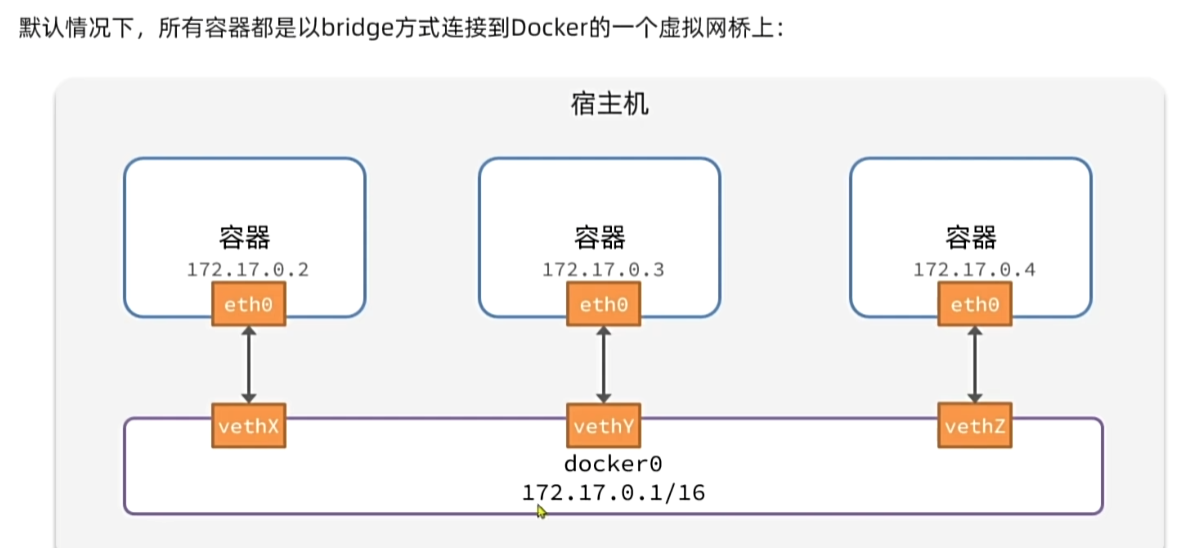 默认情况下，所有容器都是以bridge方式连接到Docker的一个虚拟网桥上：
宿主机
容器 容器 容器
172.17.0.2 172.17.0.3 172.17.0.4
eth0 eth0 eth0
vethX vethY vethZ
docker0
172.17.0.1/16